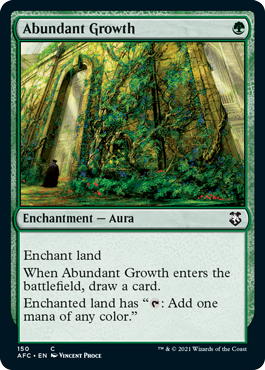 Abundant Growth
Enchantment — Aura
Enchant land
When Abundant Growth enters the
battlefield, draw a card.
Enchanted land has “: Add one
mana of any color.”
150 C
AFC • EN VINCENT PROCE
™ & © 2021 Wizards of the Coast